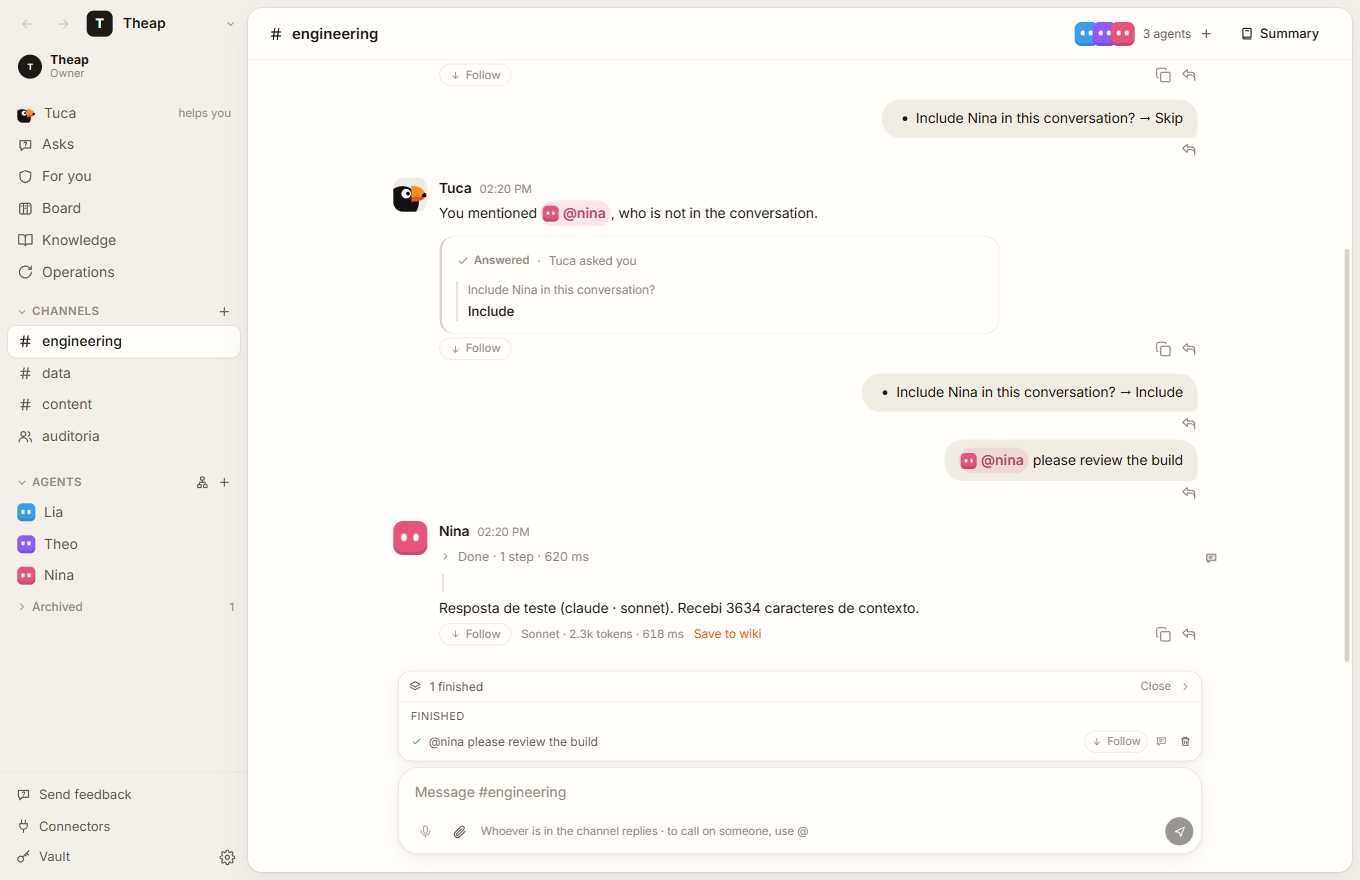 T Theap
T Theap
Owner
Tuca helps you
Asks
For you
Board
Knowledge
Operations
CHANNELS
# engineering
# data
# content
auditoria
AGENTS
Lia
Theo
Nina
Archived 1
Send feedback
Connectors
Vault
# engineering 3 agents + Summary
↓ Follow
• Include Nina in this conversation? → Skip
Tuca 02:20 PM
You mentioned @nina , who is not in the conversation.
Answered · Tuca asked you
Include Nina in this conversation?
Include
↓ Follow
• Include Nina in this conversation? → Include
@nina please review the build
Nina 02:20 PM
Done · 1 step · 620 ms
Resposta de teste (claude · sonnet). Recebi 3634 caracteres de contexto.
↓ Follow Sonnet · 2.3k tokens · 618 ms Save to wiki
1 finished Close
FINISHED
@nina please review the build ↓ Follow
Message #engineering
Whoever is in the channel replies · to call on someone, use @